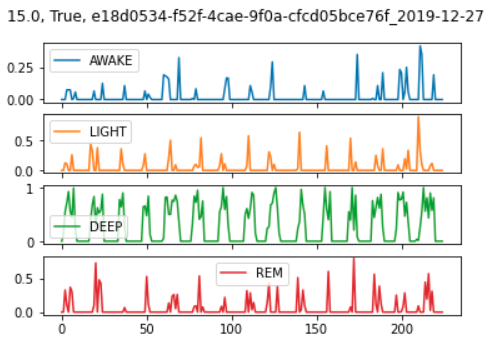 15.0, True, e18d0534-f52f-4cae-9f0a-cfcd05bce76f_2019-12-27
0.25
0.00
AWAKE
0.5
0.0
LIGHT
1
0
DEEP
0.5
0.0
REM
0 50 100 150 200